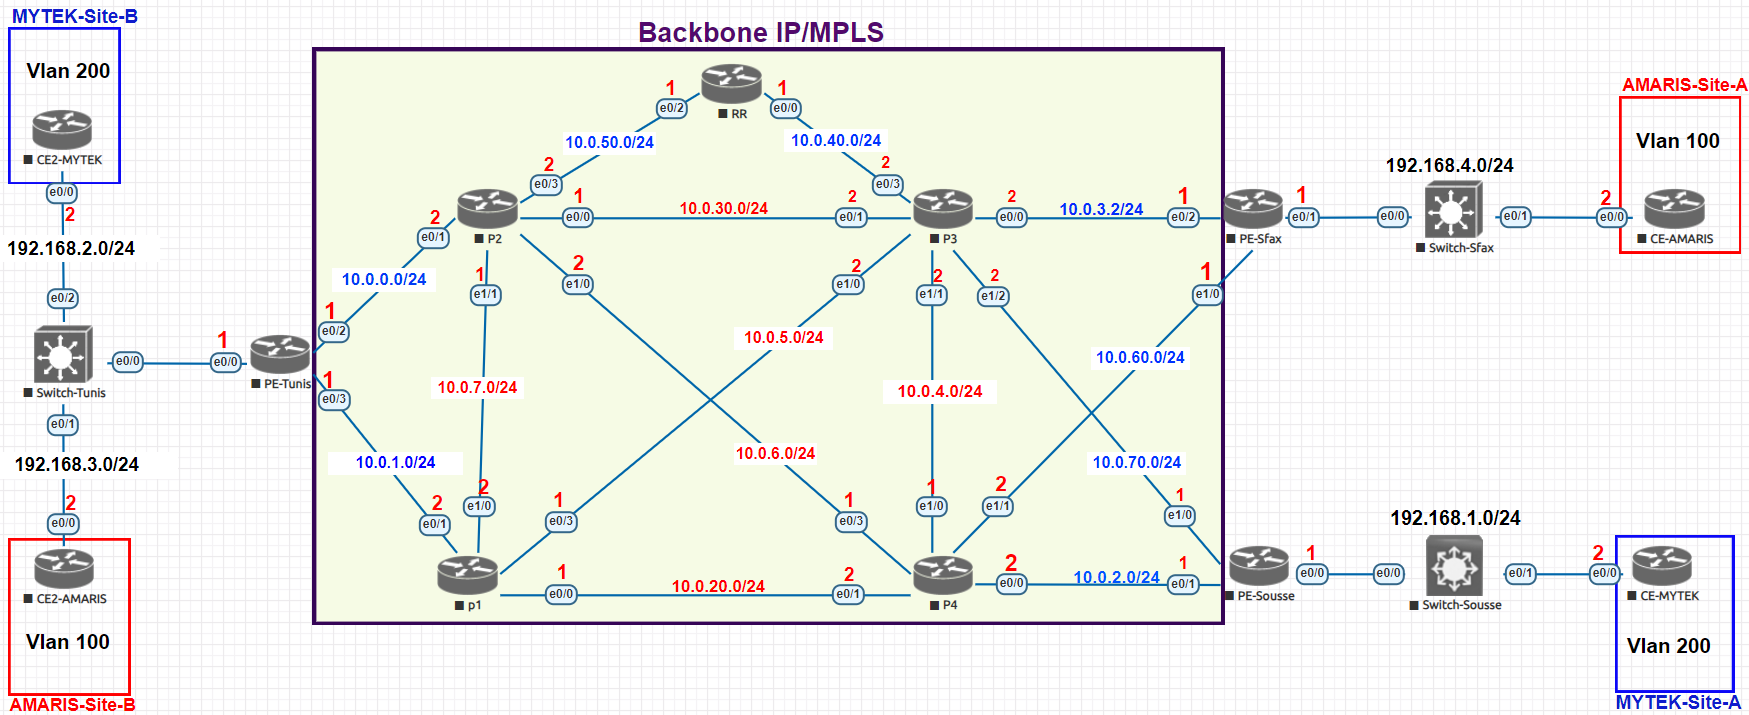 Backbone IP/MPLS
MYTEK-Site-B
Vlan 200
CE2-MYTEK
e0/0
2
192.168.2.0/24
e0/2
Switch-Tunis
e0/0
1
e0/0
PE-Tunis
e0/1
192.168.3.0/24
2
e0/0
CE2-AMARIS
Vlan 100
AMARIS-Site-B
1
e0/2
10.0.0.0/24
2
e0/1
1
e0/3
10.0.1.0/24
2
e0/1
RR
1
e0/2
10.0.50.0/24
2
e0/3
1
e0/0
10.0.40.0/24
2
e0/3
P2
1
e0/0
10.0.30.0/24
2
e0/1
P3
1
e1/1
10.0.7.0/24
2
e1/0
2
e1/0
10.0.6.0/24
1
e0/3
2
e1/0
10.0.5.0/24
1
e0/3
2
e1/1
10.0.4.0/24
1
e1/0
p1
1
e0/0
10.0.20.0/24
2
e0/1
P4
2
e0/0
10.0.3.2/24
1
e0/2
PE-Sfax
1
e1/0
10.0.60.0/24
2
e1/1
2
e1/2
10.0.70.0/24
1
e1/0
2
e0/0
10.0.2.0/24
1
e0/1
PE-Sousse
1
e0/1
192.168.4.0/24
e0/0
Switch-Sfax
e0/1
2
e0/0
AMARIS-Site-A
Vlan 100
CE-AMARIS
1
e0/0
192.168.1.0/24
e0/0
Switch-Sousse
e0/1
2
e0/0
CE-MYTEK
Vlan 200
MYTEK-Site-A